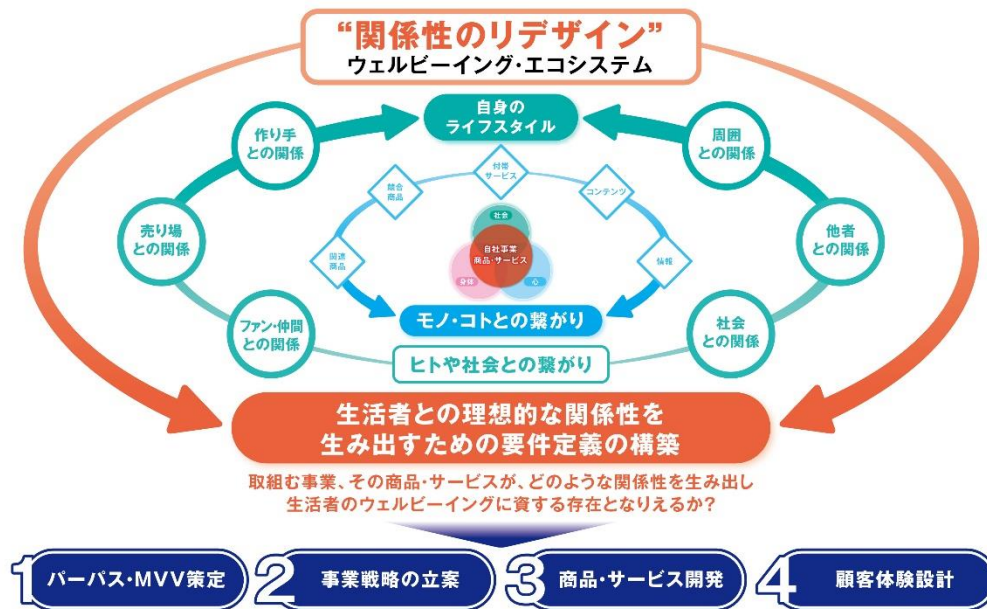 “関係性のリデザイン”
ウェルビーイング・エコシステム
自身の
ライフスタイル
作り手
との関係
周囲
との関係
付帯
サービス
競合
商品
コンテンツ
社会
売り場
との関係
自社事業
商品・サービス
他者
との関係
関連
商品
情報
身体
心
モノ・コトとの繋がり
ファン・仲間
との関係
社会
との関係
ヒトや社会との繋がり
生活者との理想的な関係性を
生み出すための要件定義の構築
取組む事業、その商品・サービスが、どのような関係性を生み出し
生活者のウェルビーイングに資する存在となりえるか?
1 パーパス・MVV策定
2 事業戦略の立案
3 商品・サービス開発
4 顧客体験設計